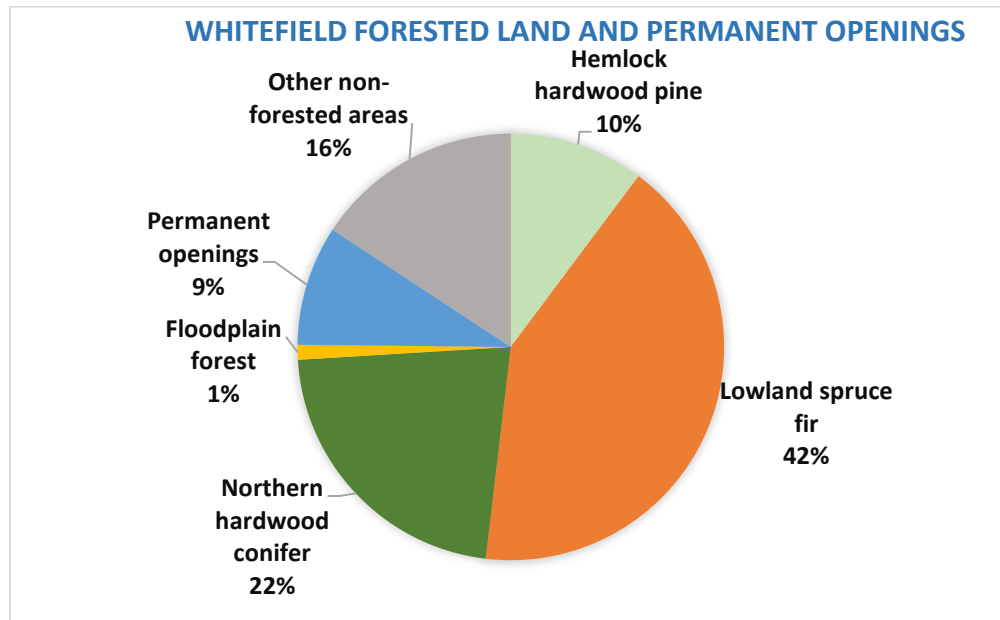 WHITEFIELD FORESTED LAND AND PERMANENT OPENINGS
Hemlock
hardwood pine
10%
Lowland spruce
fir
42%
Northern
hardwood
conifer
22%
Floodplain
forest
1%
Permanent
openings
9%
Other non-
forested areas
16%